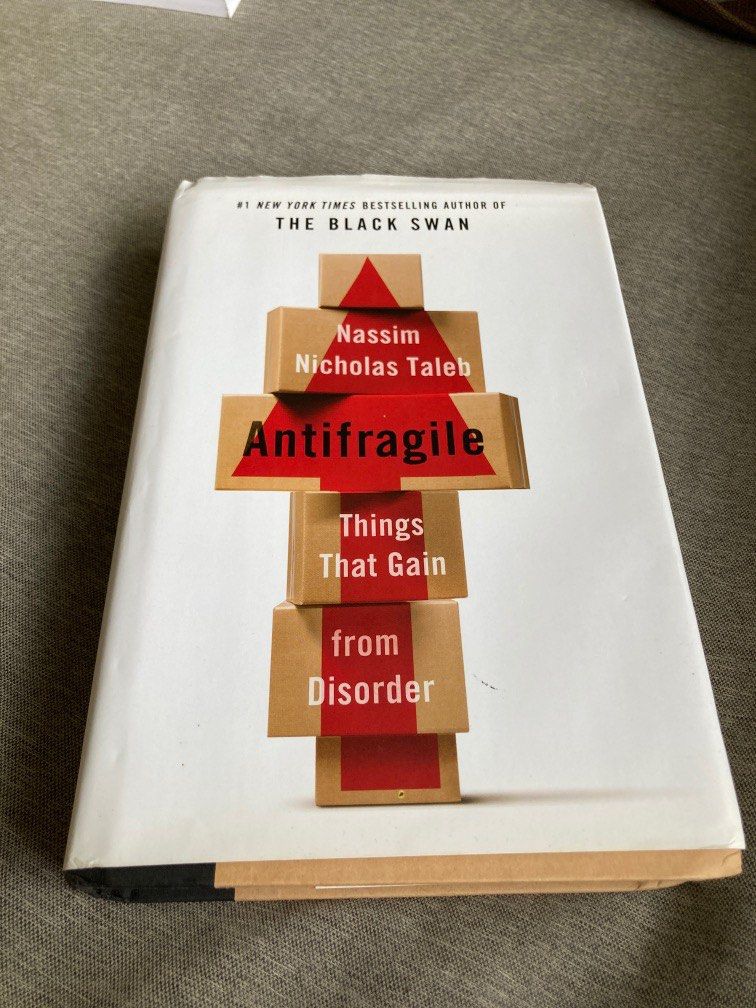 #1 NEW YORK TIMES BESTSELLING AUTHOR OF
THE BLACK SWAN
Nassim
Nicholas Taleb
Antifragile
Things
That Gain
from
Disorder